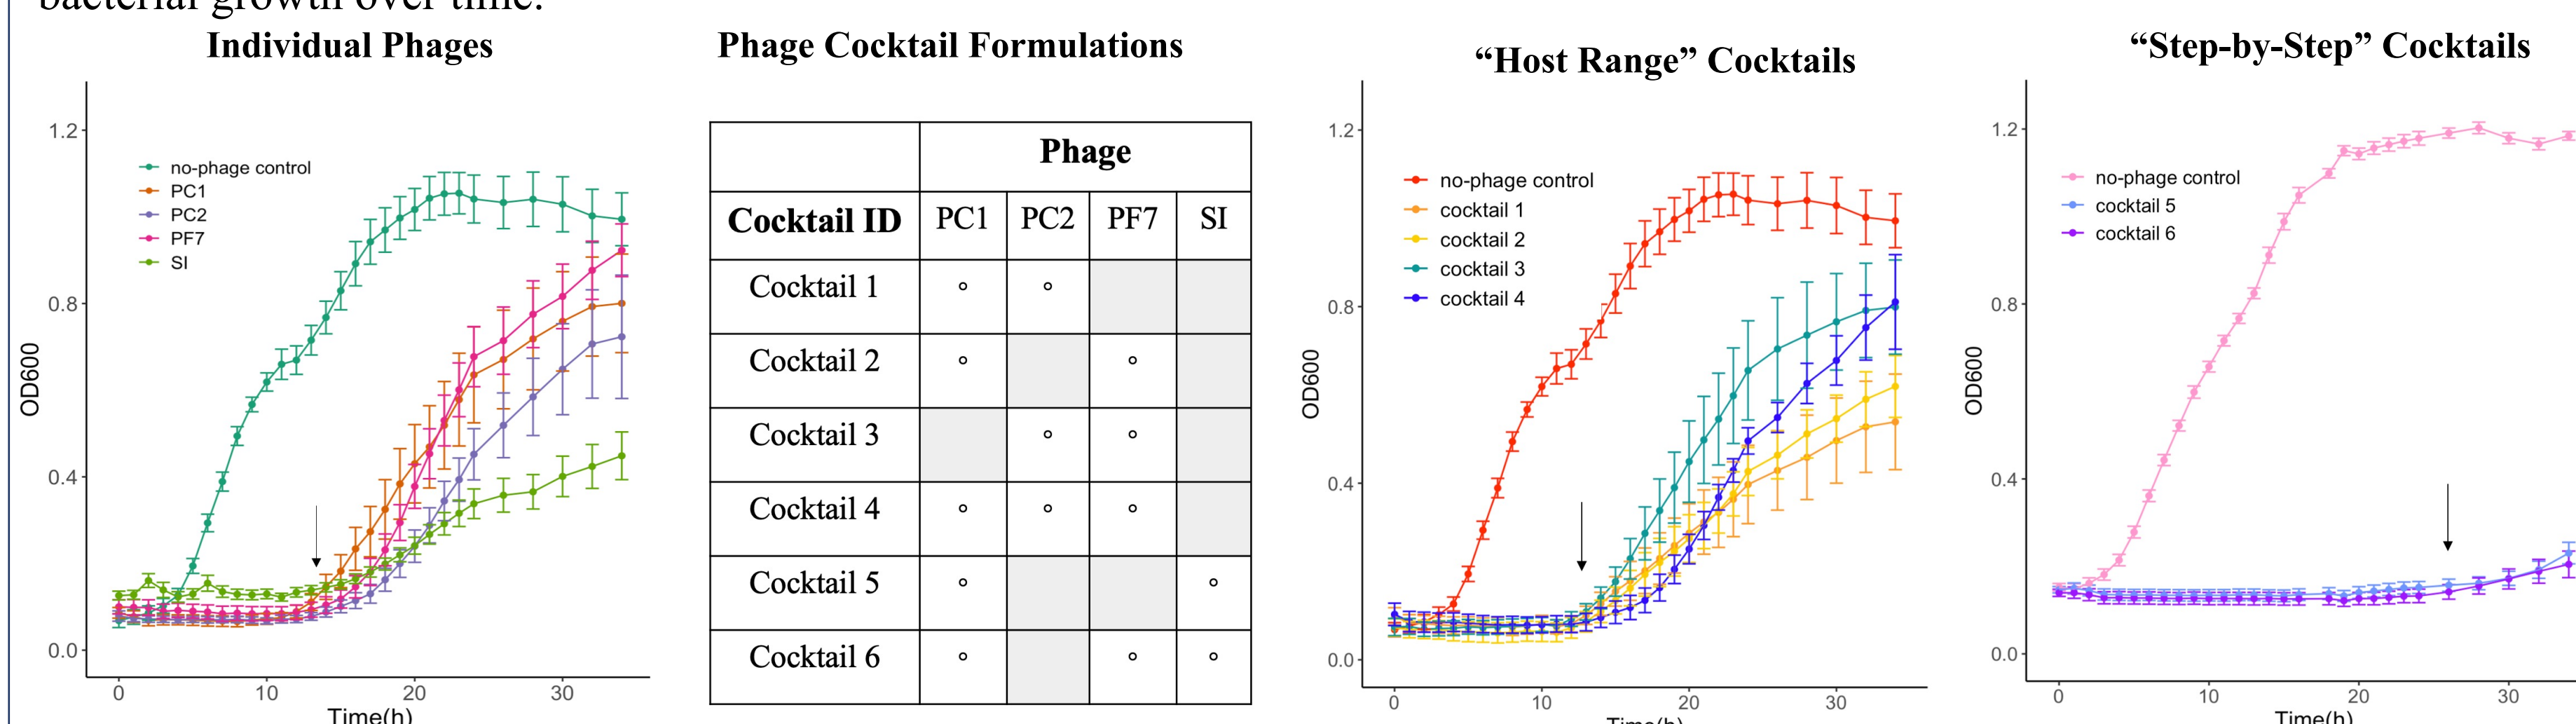 bacterial growth over time.
Individual Phages
OD600
1.2
0.8
0.4
0.0
no-phage control
PC1
PC2
PF7
SI
0 10 20 30
Time(h)
Phage Cocktail Formulations
Phage
Cocktail ID PC1 PC2 PF7 SI
Cocktail 1
Cocktail 2
Cocktail 3
Cocktail 4
Cocktail 5
Cocktail 6
“Host Range” Cocktails
OD600
1.2
0.8
0.4
0.0
no-phage control
cocktail 1
cocktail 2
cocktail 3
cocktail 4
0 10 20 30
Time(h)
“Step-by-Step” Cocktails
OD600
1.2
0.8
0.4
0.0
no-phage control
cocktail 5
cocktail 6
0 10 20 30
Time(h)